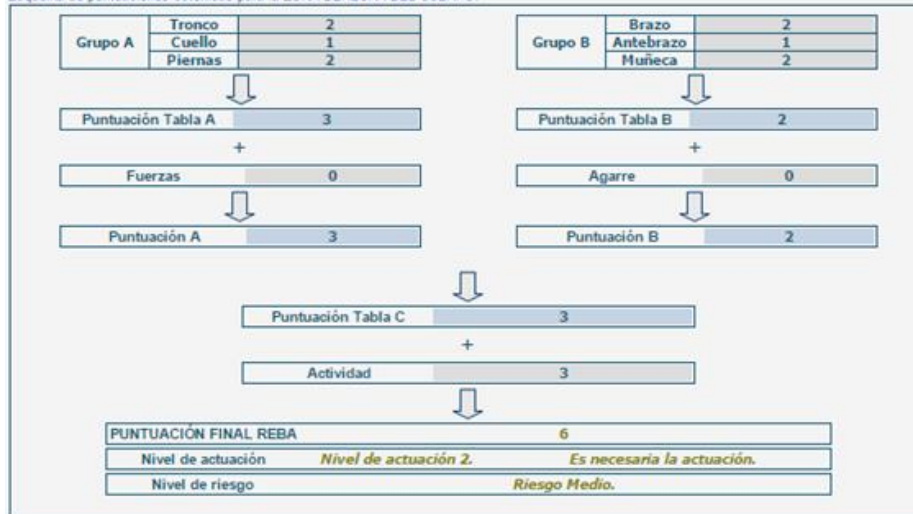 Grupo A Tronco 2
Cuello 1
Piernas 2
Grupo B Brazo 2
Antebrazo 1
Muñeca 2
Puntuación Tabla A 3
Puntuación Tabla B 2
+
+
Fuerzas 0
Agarre 0
Puntuación A 3
Puntuación B 2
Puntuación Tabla C 3
+
Actividad 3
PUNTUACIÓN FINAL REBA 6
Nivel de actuación Nivel de actuación 2. Es necesaria la actuación.
Nivel de riesgo Riesgo Medio.